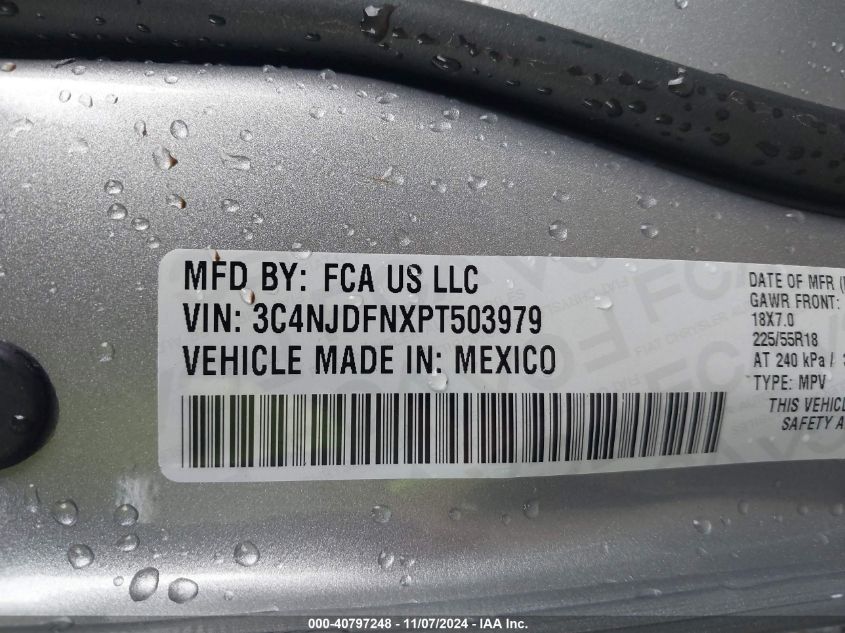 MFD BY: FCA US LLC
VIN: 3C4NJDFNXPT503979
VEHICLE MADE IN: MEXICO
DATE OF MFR
GAWR FRONT:
18X7.0
225/55R18
AT 240 kPa /
TYPE: MPV
THIS VEHICL
SAFETY A
000-40797248 - 11/07/2024 - IAA Inc.